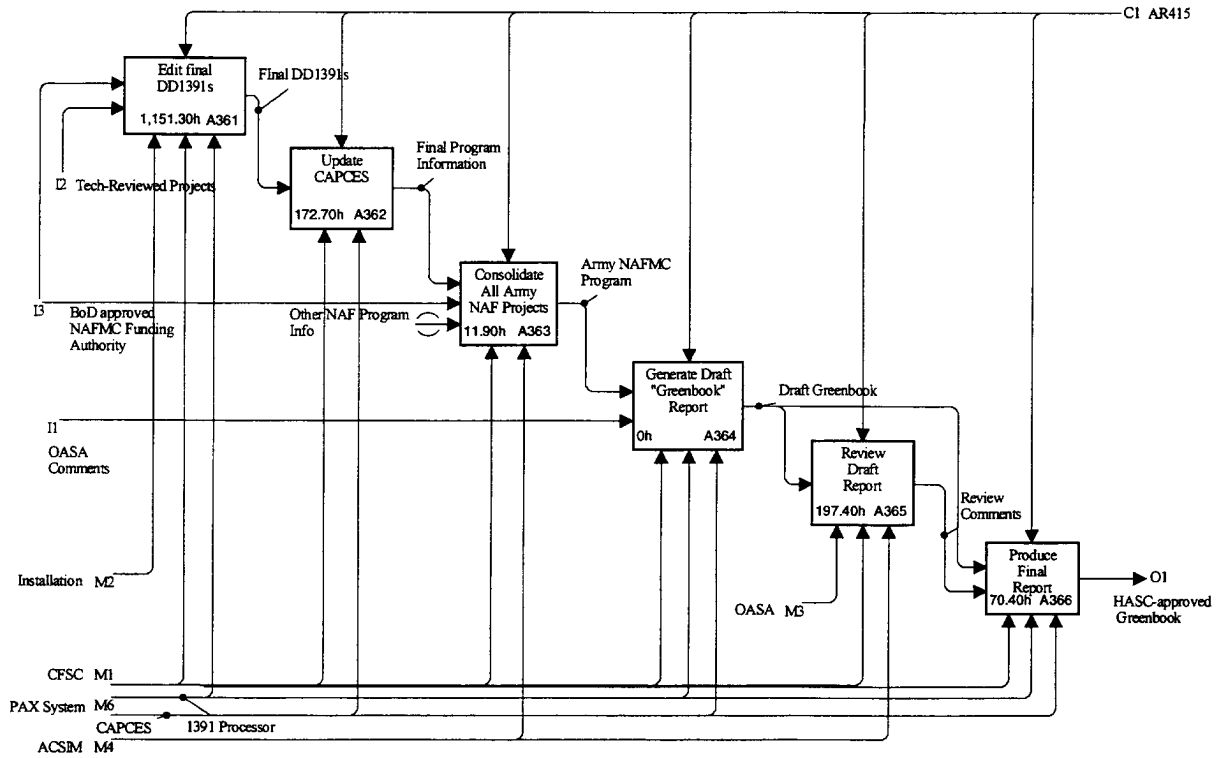 C1 AR415
Edit final
DD1391s
1,151.30h A361
FInal DD1391s
I2 Tech-Reviewed Projects
Update
CAPCES
172.70h A362
Final Program
Information
Consolidate
All Army
NAF Projects
11.90h A363
Army NAFMC
Program
I3
BoD approved
NAFMC Funding
Authority
Other NAF Program
Info
Generate Draft
"Greenbook"
Report
0h A364
Draft Greenbook
I1
OASA
Comments
Review
Draft
Report
197.40h A365
Review
Comments
Produce
Final
Report
70.40h A366
O1
HASC-approved
Greenbook
Installation M2
OASA M3
CFSC M1
PAX System M6
CAPCES
1391 Processor
ACSIM M4